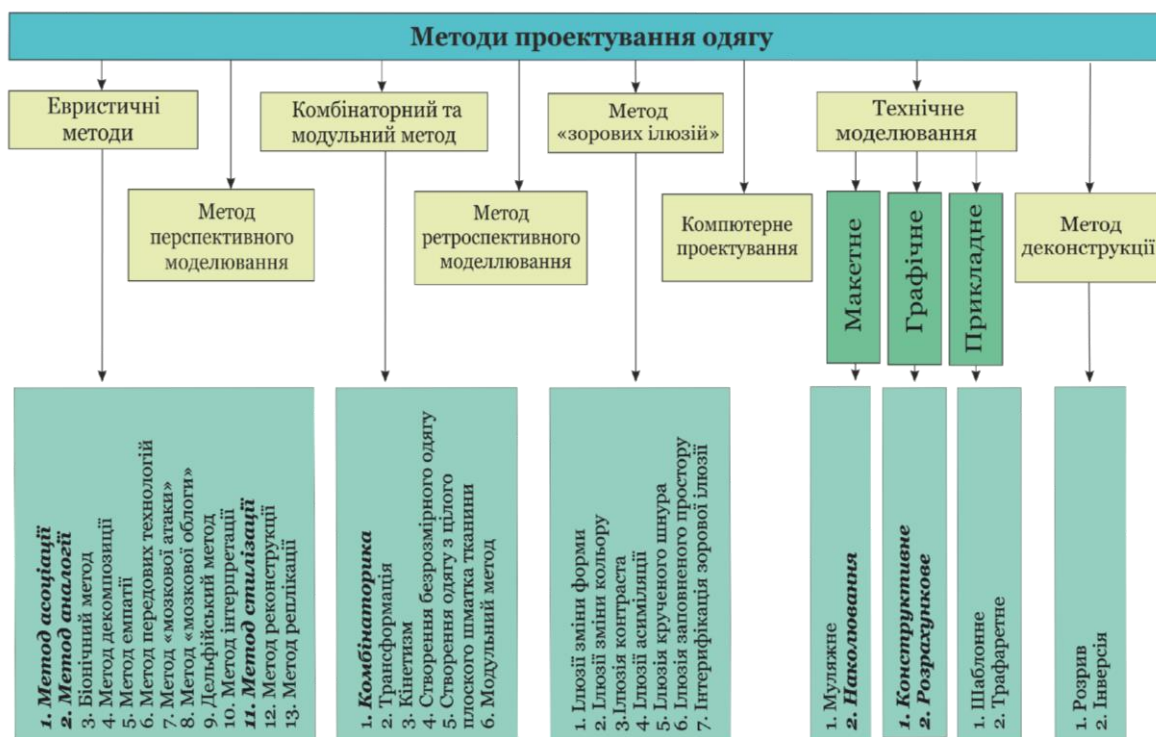 Методи проектування одягу
Евристичні
методи
Комбінаторний та
модульний метод
Метод
«зорових ілюзій»
Технічне
моделювання
Метод
перспективного
моделювання
Метод
ретроспективного
моделлювання
Компютерне
проектування
Макетне
Графічне
Прикладне
Метод
деконструкції
1. Метод асоціації
2. Метод аналогії
3. Біонічний метод
4. Метод декомпозиції
5. Метод емпатії
6. Метод передових технологій
7. Метод «мозкової атаки»
8. Метод «мозкової облоги»
9. Дельфійський метод
10. Метод інтерпретації
11. Метод стилізації
12. Метод реконструкції
13. Метод реплікації
1. Комбінаторика
2. Трансформація
3. Кінетизм
4. Створення безрозмірного одягу
5. Створення одягу з цілого
плоского шматка тканини
6. Модульний метод
1. Ілюзії зміни форми
2. Ілюзії зміни кольору
3.Ілюзія контраста
4. Ілюзії асиміляції
5. Ілюзія крученого шнура
6. Ілюзія заповненого простору
7. Інтерифікація зорової ілюзії
1. Муляжне
2. Наколювання
1. Конструктивне
2. Розрахункове
1. Шаблонне
2. Трафаретне
1. Розрив
2. Інверсія